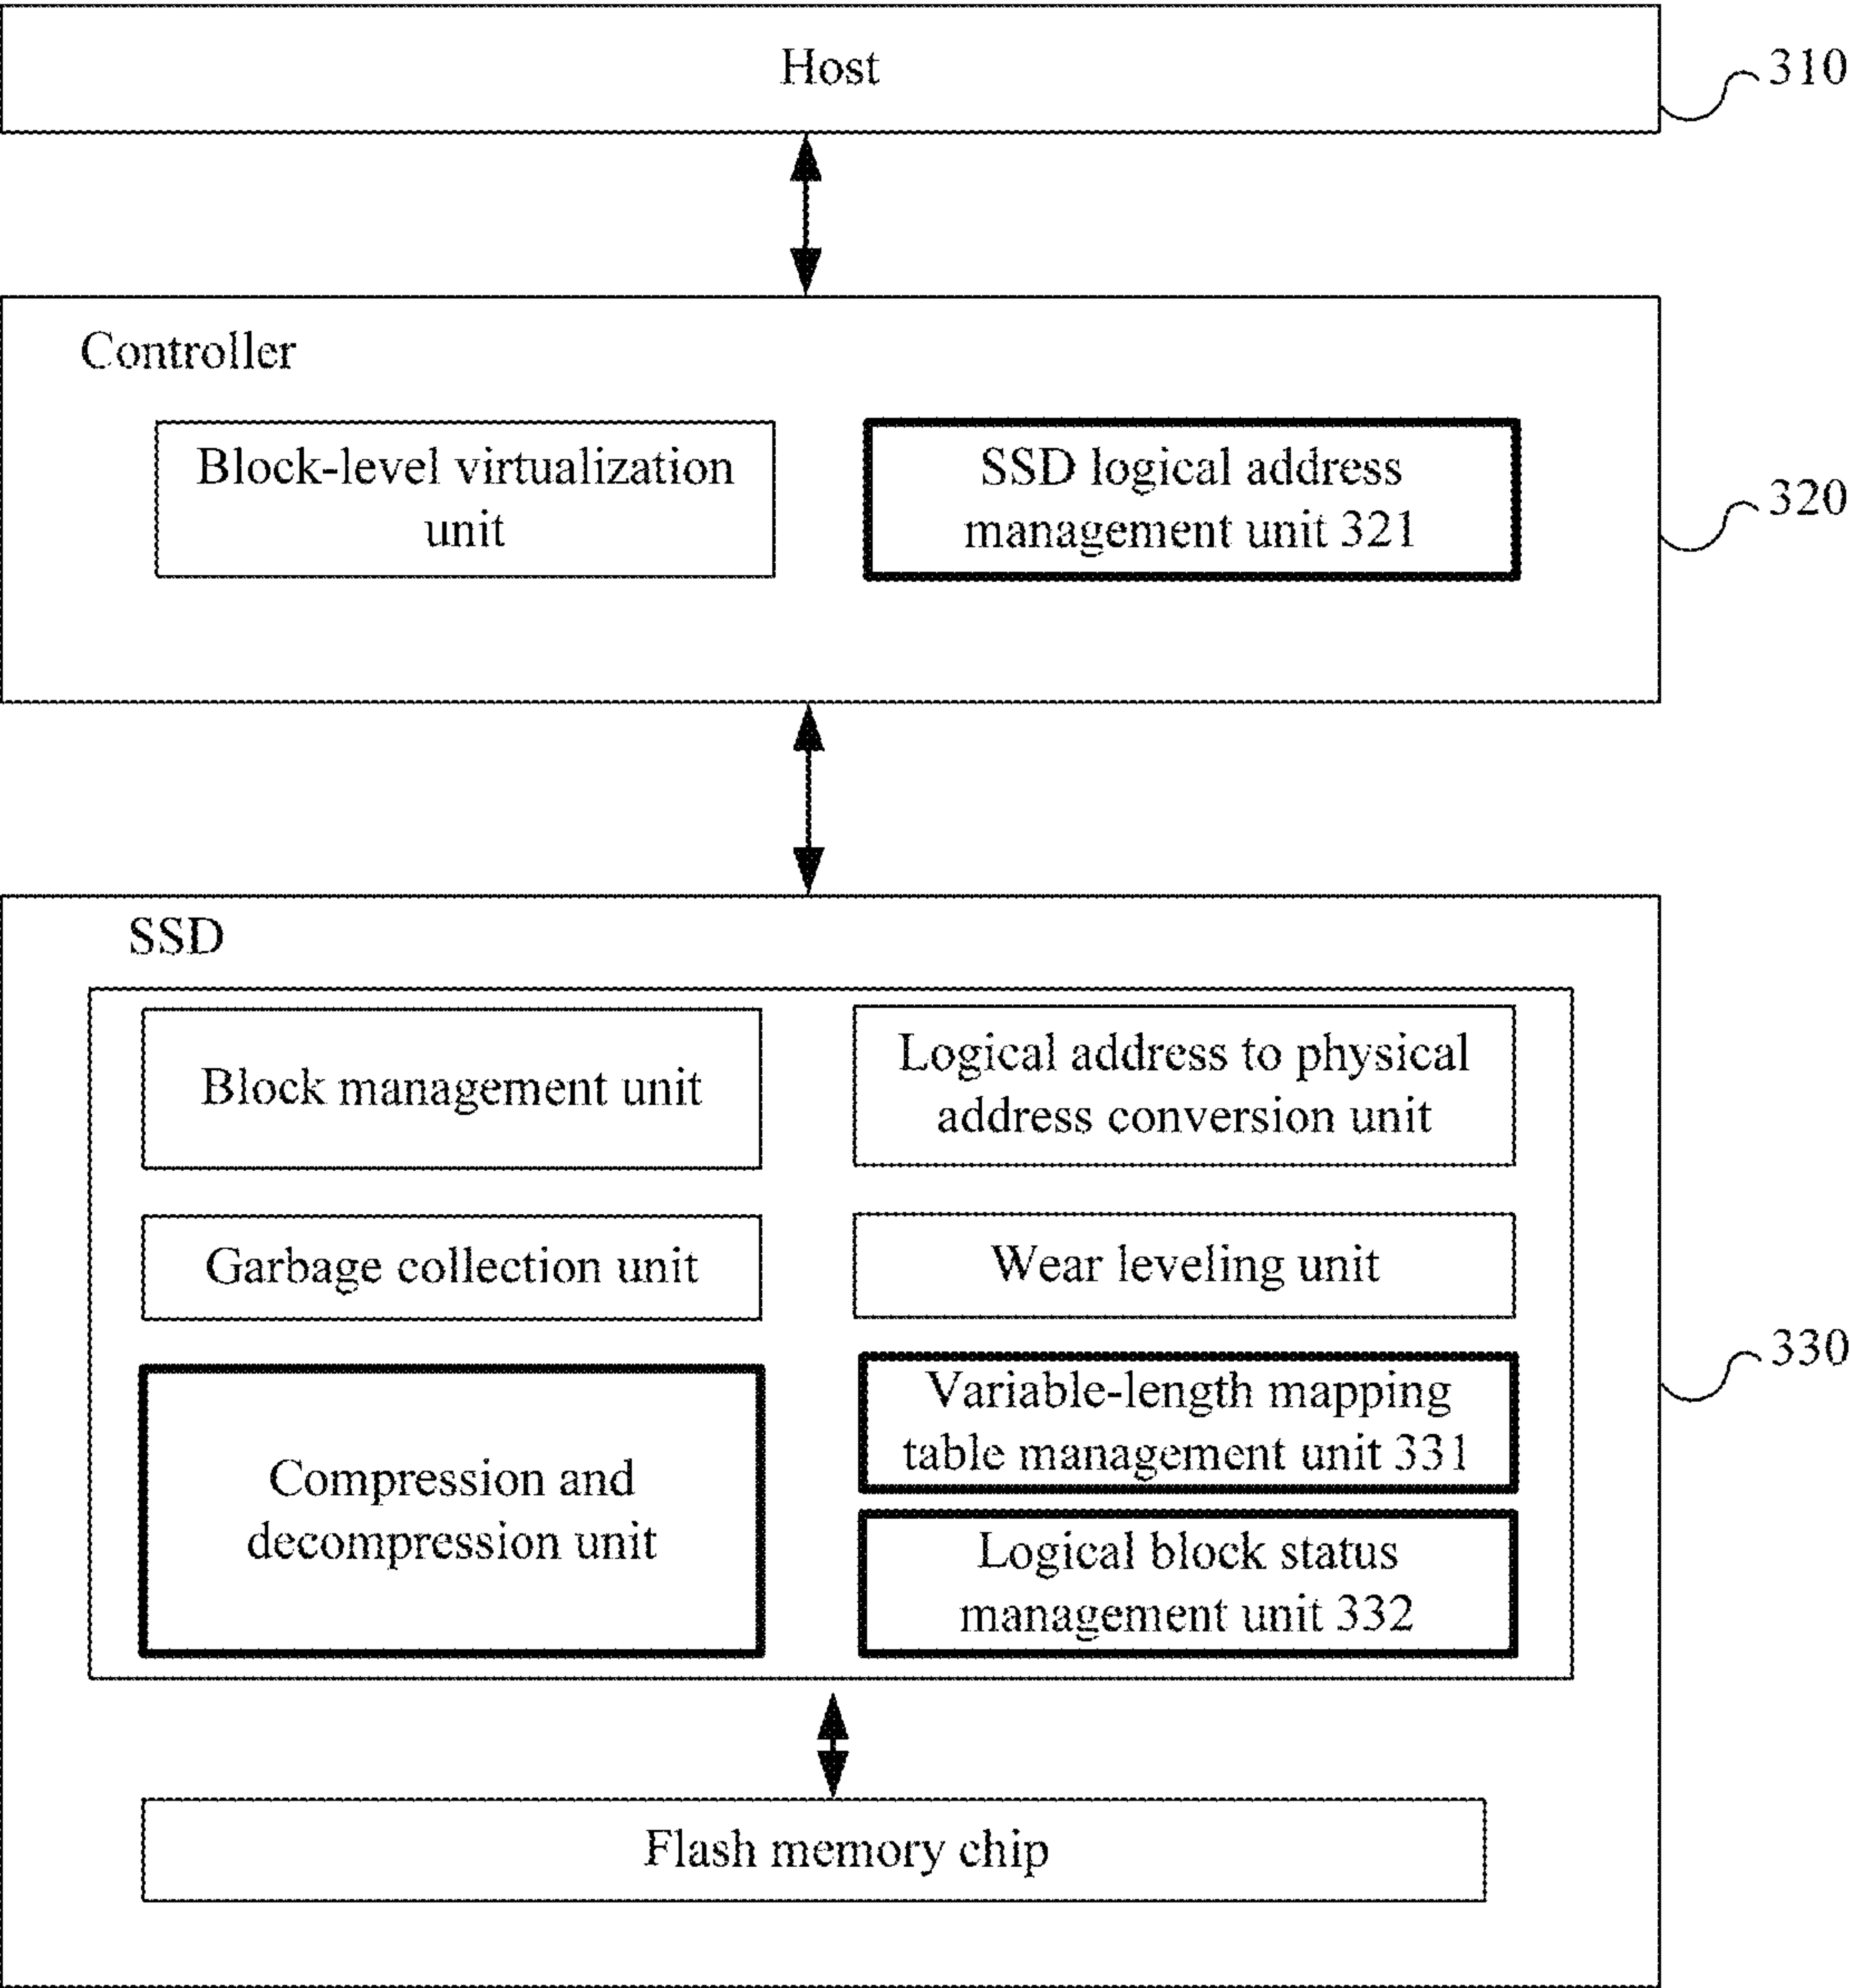 Host
310
Controller
Block-level virtualization
unit
SSD logical address
management unit 321
320
SSD
Block management unit
Logical address to physical
address conversion unit
Garbage collection unit
Wear leveling unit
Compression and
decompression unit
Variable-length mapping
table management unit 331
Logical block status
management unit 332
330
Flash memory chip